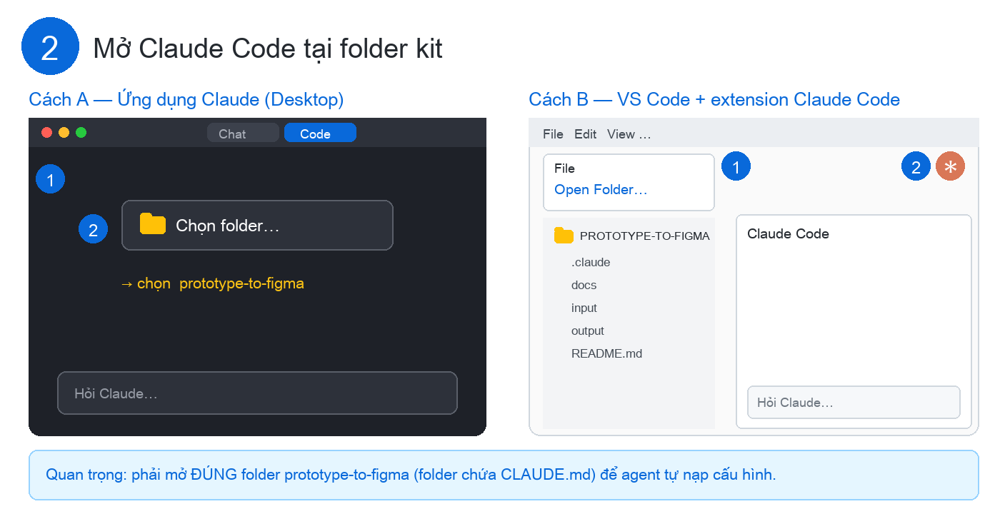 2
Mở Claude Code tại folder kit
Cách A — Ứng dụng Claude (Desktop)
Chat
Code
1
2
Chọn folder…
→ chọn prototype-to-figma
Hỏi Claude…
Cách B — VS Code + extension Claude Code
File Edit View …
File
Open Folder…
1
2
*
PROTOTYPE-TO-FIGMA
.claude
docs
input
output
README.md
Claude Code
Hỏi Claude…
Quan trọng: phải mở ĐÚNG folder prototype-to-figma (folder chứa CLAUDE.md) để agent tự nạp cấu hình.